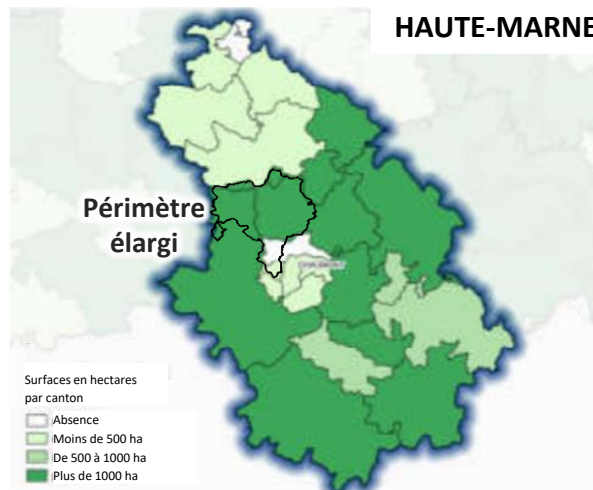 HAUTE-MARNE
Périmètre
élargi
CHAUMONT
Surfaces en hectares
par canton
Absence
Moins de 500 ha
De 500 à 1000 ha
Plus de 1000 ha